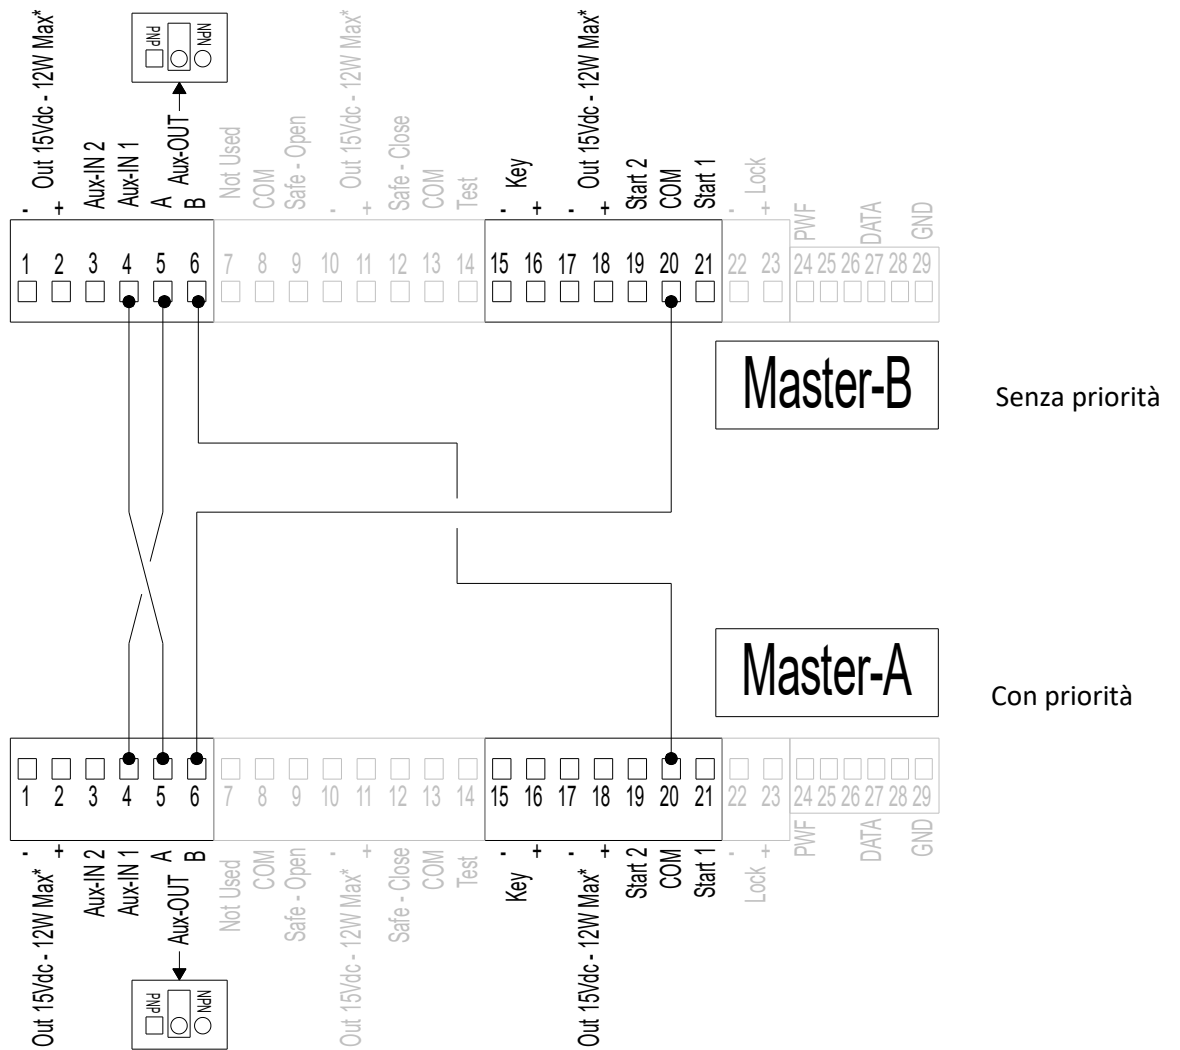 PNP NPN
- Out 15Vdc - 12W Max*
+
Aux-IN 2
Aux-IN 1
A Aux-OUT
B
Not Used
COM
Safe - Open
- Out 15Vdc - 12W Max*
+
Safe - Close
COM
Test
- Key
+
- Out 15Vdc - 12W Max*
+
Start 2
COM
Start 1
- Lock
+
PWF
DATA
GND
1 2 3 4 5 6 7 8 9 10 11 12 13 14 15 16 17 18 19 20 21 22 23 24 25 26 27 28 29
Master-B
Senza priorità
Master-A
Con priorità
1 2 3 4 5 6 7 8 9 10 11 12 13 14 15 16 17 18 19 20 21 22 23 24 25 26 27 28 29
Out 15Vdc - 12W Max* -
+
Aux-IN 2
Aux-IN 1
Aux-OUT A
B
Not Used
COM
Safe - Open
Out 15Vdc - 12W Max* -
+
Safe - Close
COM
Test
Key -
+
Out 15Vdc - 12W Max* -
+
Start 2
COM
Start 1
Lock -
+
PWF
DATA
GND
PNP NPN